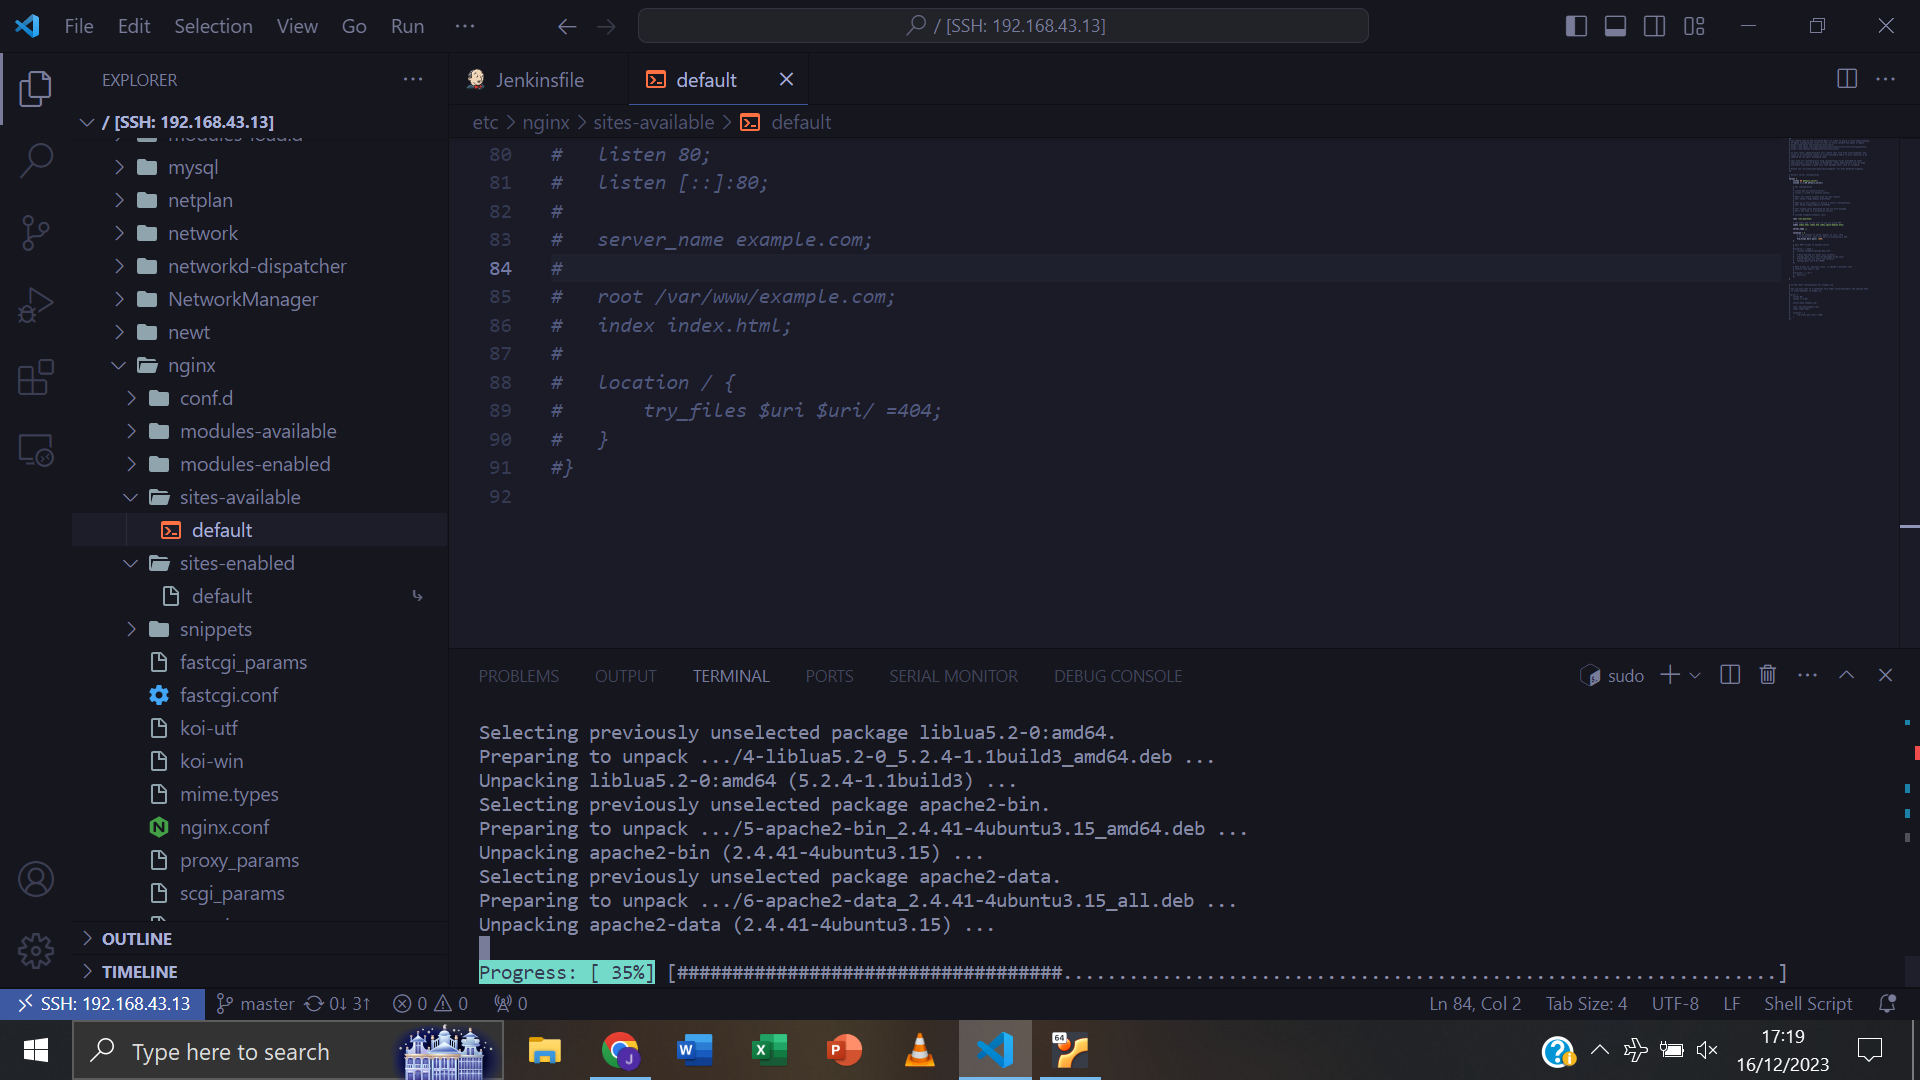 File Edit Selection View Go Run ··· / [SSH: 192.168.43.13]
EXPLORER ···
Jenkinsfile default
/ [SSH: 192.168.43.13]
etc > nginx > sites-available > default
modules-load.d
mysql
netplan
network
networkd-dispatcher
NetworkManager
newt
nginx
conf.d
modules-available
modules-enabled
sites-available
default
sites-enabled
default
snippets
fastcgi_params
fastcgi.conf
koi-utf
koi-win
mime.types
nginx.conf
proxy_params
scgi_params
OUTLINE
TIMELINE
80 # listen 80;
81 # listen [::]:80;
82 #
83 # server_name example.com;
84 #
85 # root /var/www/example.com;
86 # index index.html;
87 #
88 # location / {
89 # try_files $uri $uri/ =404;
90 # }
91 #}
92
PROBLEMS OUTPUT TERMINAL PORTS SERIAL MONITOR DEBUG CONSOLE sudo
Selecting previously unselected package liblua5.2-0:amd64.
Preparing to unpack .../4-liblua5.2-0_5.2.4-1.1build3_amd64.deb ...
Unpacking liblua5.2-0:amd64 (5.2.4-1.1build3) ...
Selecting previously unselected package apache2-bin.
Preparing to unpack .../5-apache2-bin_2.4.41-4ubuntu3.15_amd64.deb ...
Unpacking apache2-bin (2.4.41-4ubuntu3.15) ...
Selecting previously unselected package apache2-data.
Preparing to unpack .../6-apache2-data_2.4.41-4ubuntu3.15_all.deb ...
Unpacking apache2-data (2.4.41-4ubuntu3.15) ...
Progress: [ 35%] [###################################.................................................................]
SSH: 192.168.43.13 master 0↓ 3↑ 0 0 0 Ln 84, Col 2 Tab Size: 4 UTF-8 LF Shell Script
Type here to search
17:19
16/12/2023